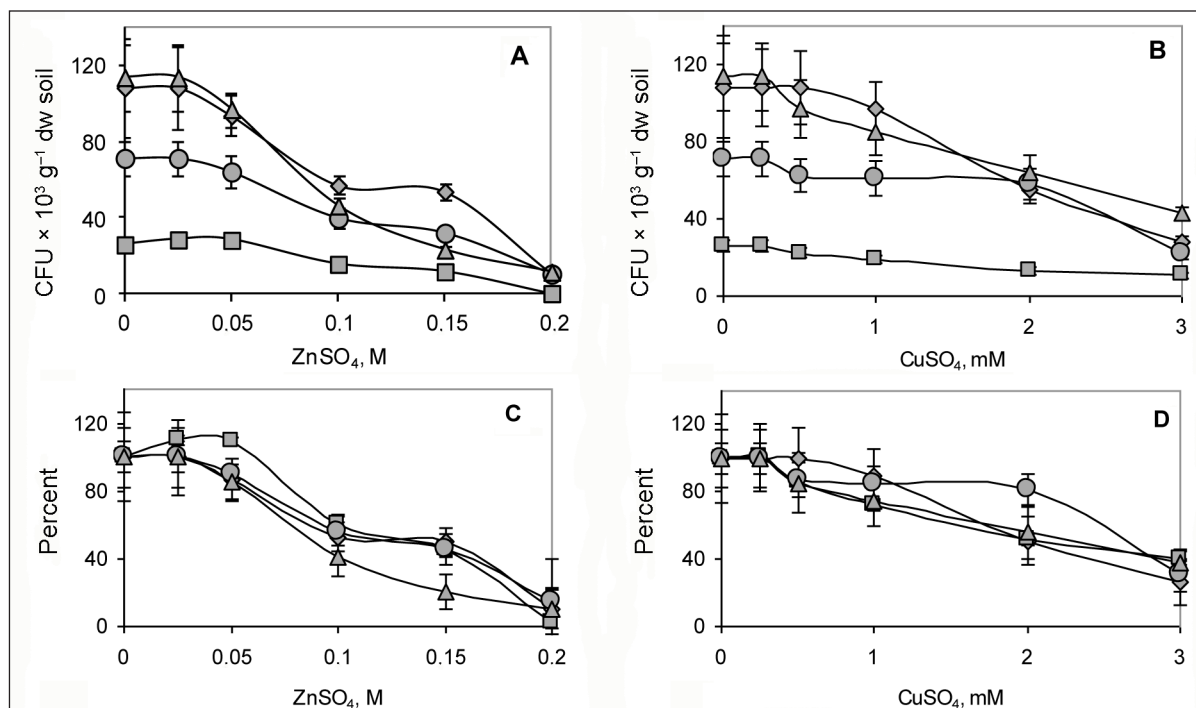 A
CFU × 10³ g⁻¹ dw soil
120
80
40
0
0 0.05 0.1 0.15 0.2
ZnSO₄, M
B
CFU × 10³ g⁻¹ dw soil
120
80
40
0
0 1 2 3
CuSO₄, mM
C
Percent
120
80
40
0
0 0.05 0.1 0.15 0.2
ZnSO₄, M
D
Percent
120
80
40
0
0 1 2 3
CuSO₄, mM